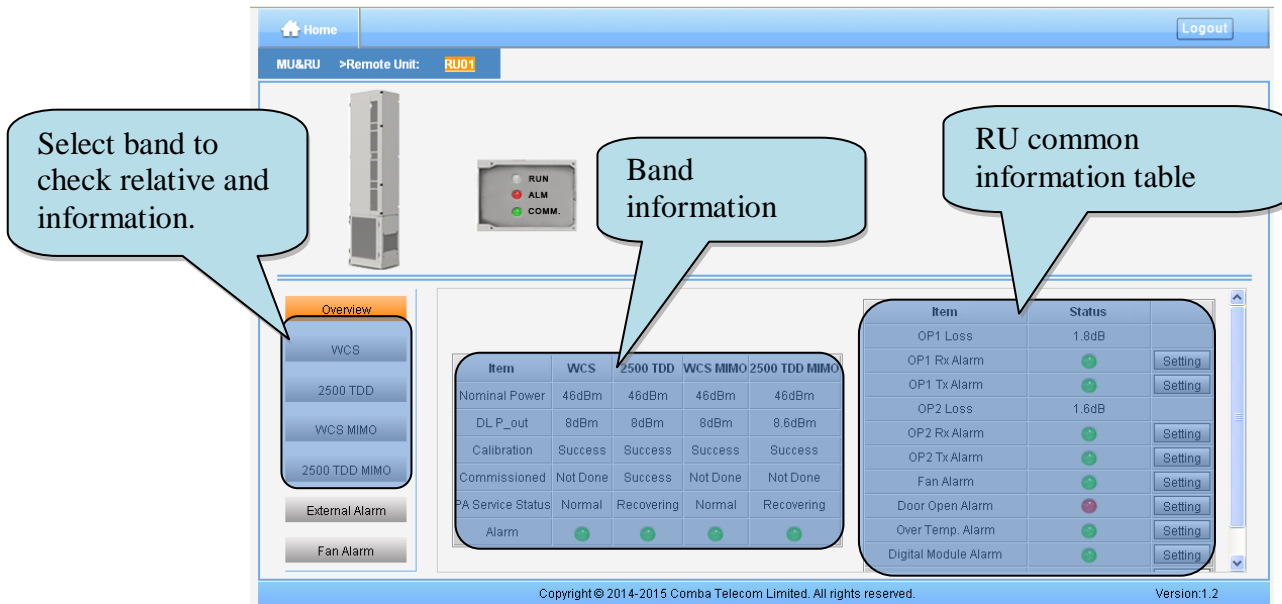 Home
Logout
MU&RU >Remote Unit: RU01
Select band to
check relative and
information.
RUN
ALM
COMM.
Band
information
RU common
information table
Overview
WCS
2500 TDD
WCS MIMO
2500 TDD MIMO
External Alarm
Fan Alarm
Item WCS 2500 TDD WCS MIMO 2500 TDD MIMO
Nominal Power 46dBm 46dBm 46dBm 46dBm
DL P_out 8dBm 8dBm 8dBm 8.6dBm
Calibration Success Success Success Success
Commissioned Not Done Success Not Done Not Done
PA Service Status Normal Recovering Normal Recovering
Alarm
Item Status
OP1 Loss 1.8dB
OP1 Rx Alarm Setting
OP1 Tx Alarm Setting
OP2 Loss 1.6dB
OP2 Rx Alarm Setting
OP2 Tx Alarm Setting
Fan Alarm Setting
Door Open Alarm Setting
Over Temp. Alarm Setting
Digital Module Alarm Setting
Copyright © 2014-2015 Comba Telecom Limited. All rights reserved.
Version:1.2